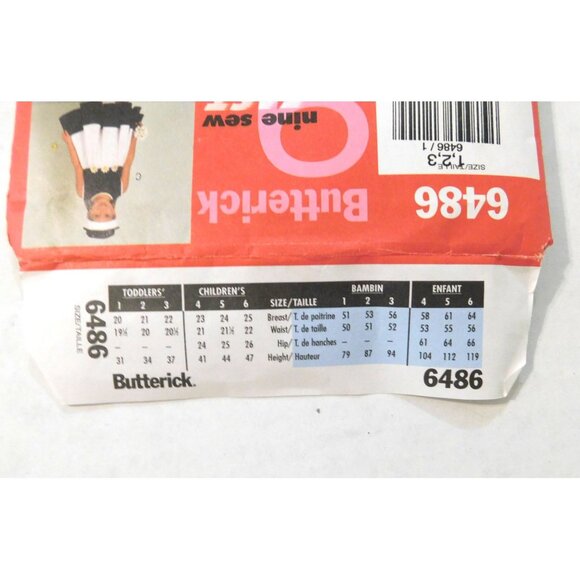 nine sew
FAST
Butterick
SIZE/TAILLE
1,2,3
6486 / 1
6486
6486
SIZE/TAILLE
TODDLERS' CHILDREN'S BAMBIN ENFANT
1 2 3 4 5 6 SIZE/TAILLE 1 2 3 4 5 6
20 21 22 23 24 25 Breast/T. de poitrine 51 53 56 58 61 64
19½ 20 20½ 21 21½ 22 Waist/T. de taille 50 51 52 53 55 56
– – – 24 25 26 Hip/T. de hanches – – – 61 64 66
31 34 37 41 44 47 Height/Hauteur 79 87 94 104 112 119
Butterick. 6486